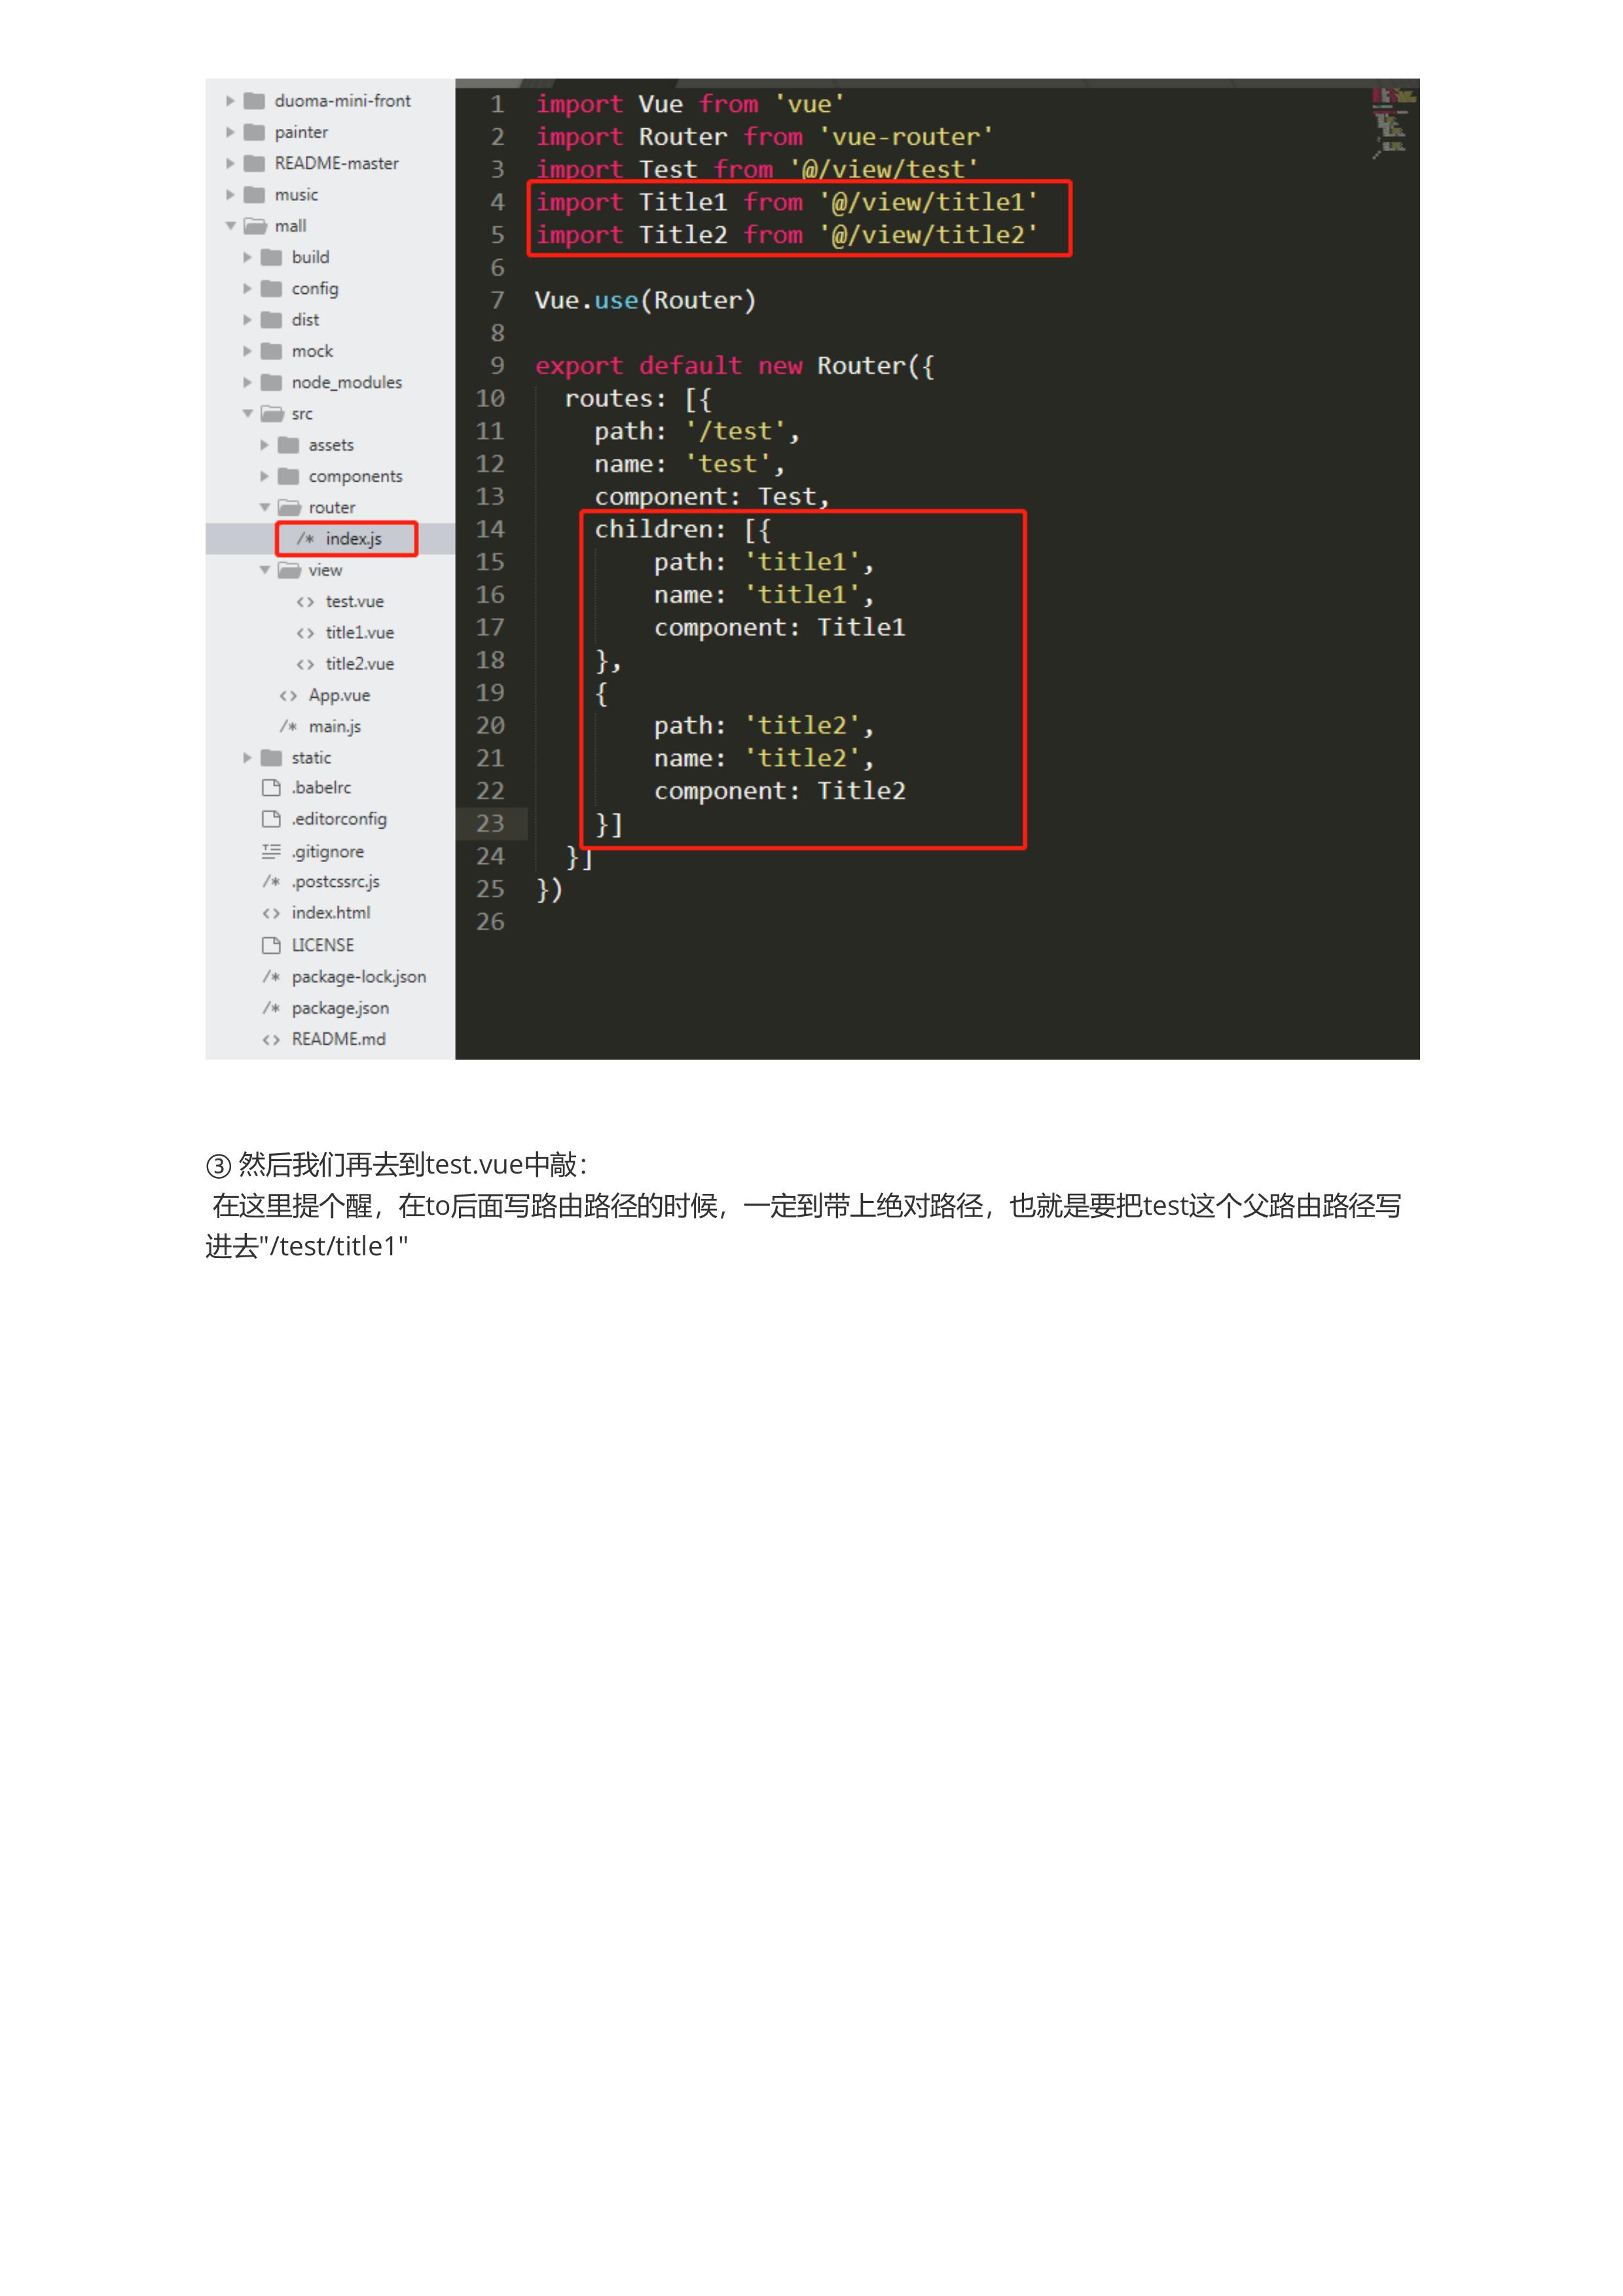 duoma-mini-front
painter
README-master
music
mall
build
config
dist
mock
node_modules
src
assets
components
router
/* index.js
view
<> test.vue
<> title1.vue
<> title2.vue
<> App.vue
/* main.js
static
.babelrc
.editorconfig
.gitignore
/* .postcssrc.js
<> index.html
LICENSE
/* package-lock.json
/* package.json
<> README.md
1 import Vue from 'vue'
2 import Router from 'vue-router'
3 import Test from '@/view/test'
4 import Title1 from '@/view/title1'
5 import Title2 from '@/view/title2'
6
7 Vue.use(Router)
8
9 export default new Router({
10 routes: [{
11 path: '/test',
12 name: 'test',
13 component: Test,
14 children: [{
15 path: 'title1',
16 name: 'title1',
17 component: Title1
18 },
19 {
20 path: 'title2',
21 name: 'title2',
22 component: Title2
23 }]
24 }]
25 })
26
③ 然后我们再去到test.vue中敲：
在这里提个醒，在to后面写路由路径的时候，一定到带上绝对路径，也就是要把test这个父路由路径写
进去"/test/title1"